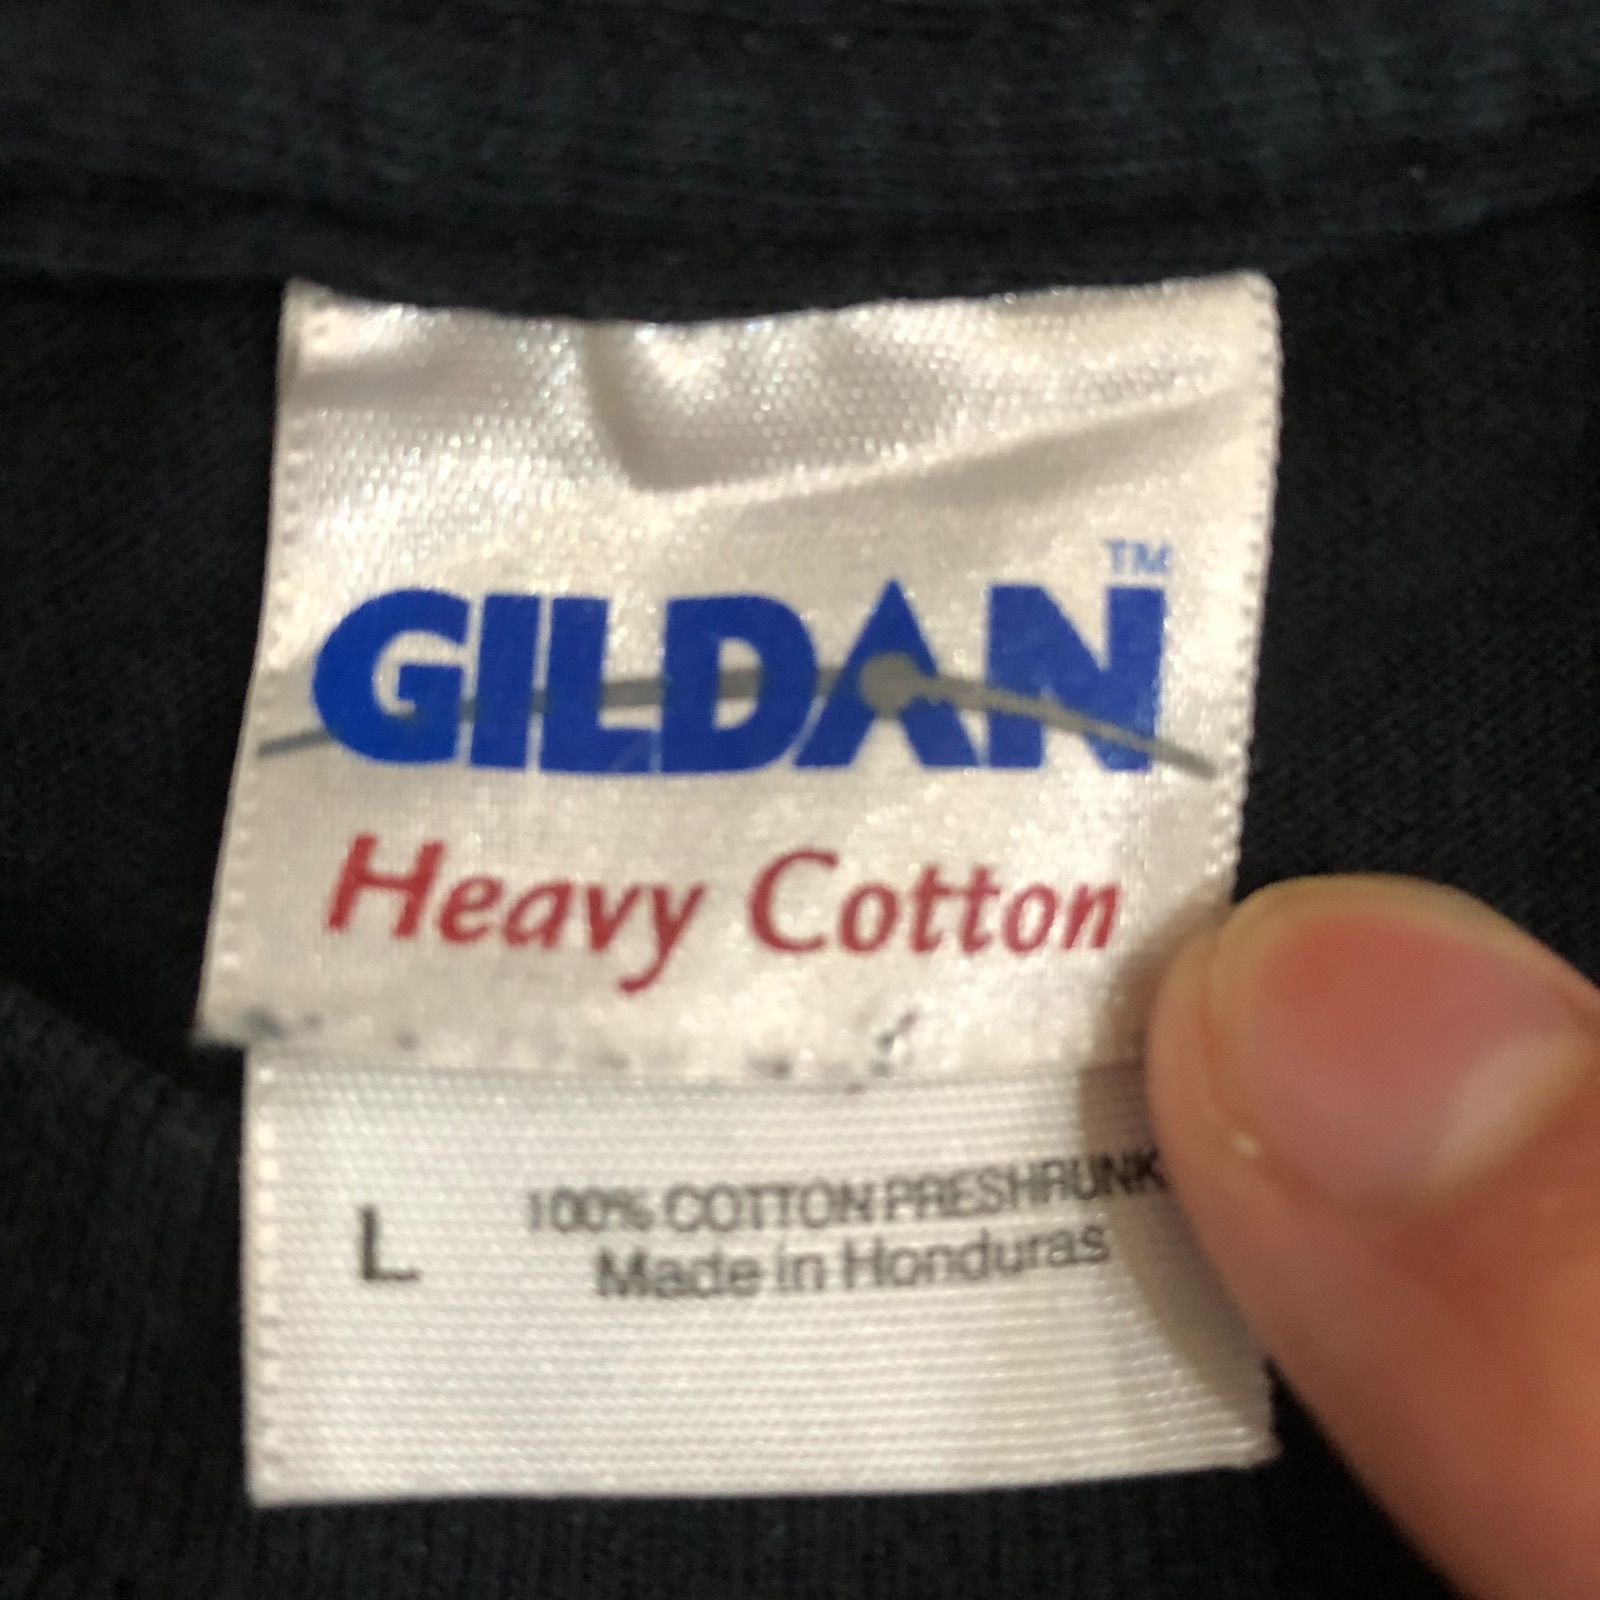 GILDAN™
Heavy Cotton
L
100% COTTON PRESHRUNK
Made in Honduras